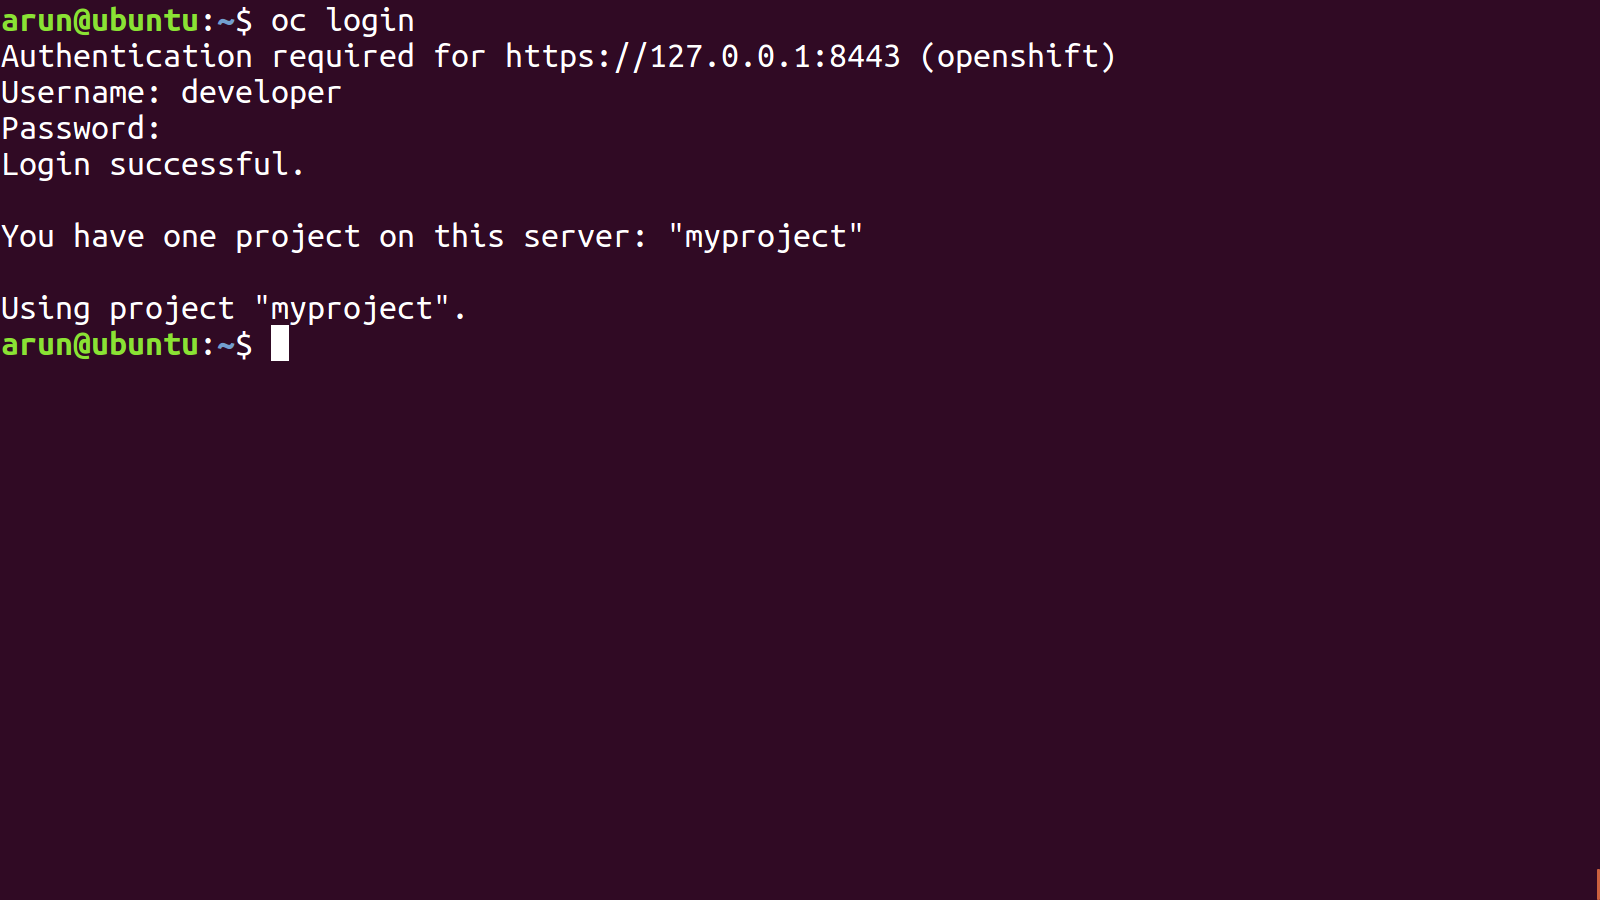 arun@ubuntu:~$ oc login
Authentication required for https://127.0.0.1:8443 (openshift)
Username: developer
Password:
Login successful.
You have one project on this server: "myproject"
Using project "myproject".
arun@ubuntu:~$